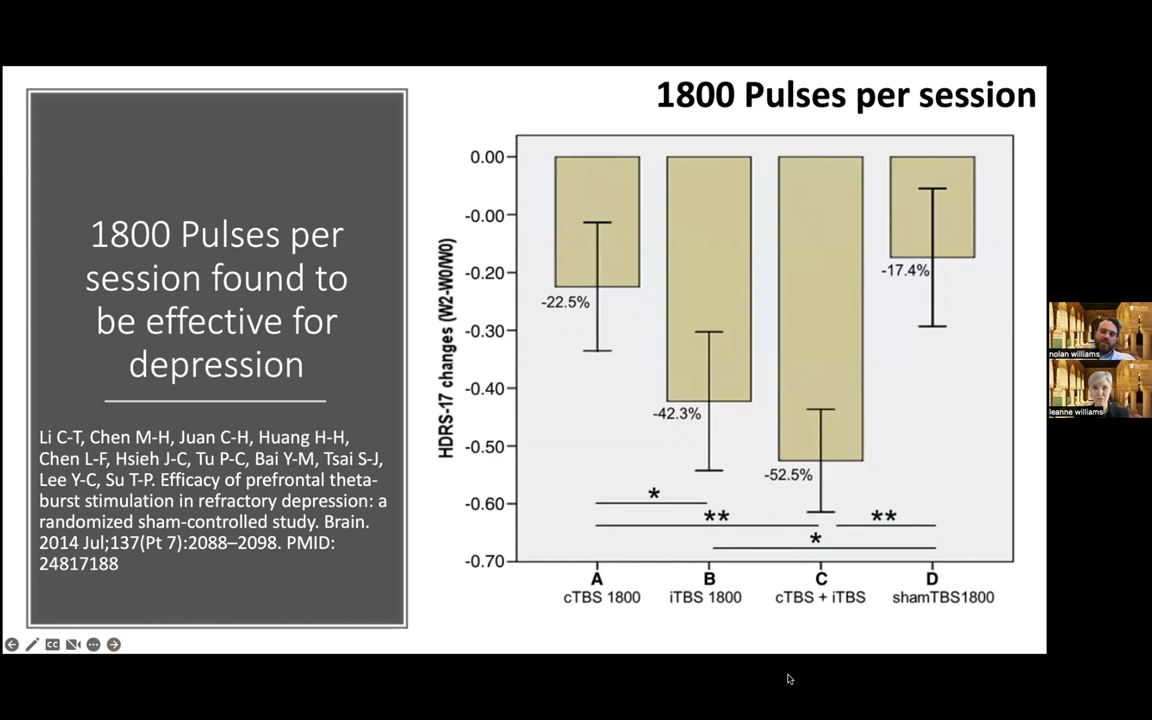 1800 Pulses per
session found to
be effective for
depression
Li C-T, Chen M-H, Juan C-H, Huang H-H,
Chen L-F, Hsieh J-C, Tu P-C, Bai Y-M, Tsai S-J,
Lee Y-C, Su T-P. Efficacy of prefrontal theta-
burst stimulation in refractory depression: a
randomized sham-controlled study. Brain.
2014 Jul;137(Pt 7):2088–2098. PMID:
24817188
1800 Pulses per session
HDRS-17 changes (W2-W0/W0)
0.00
-0.00
-0.20
-0.30
-0.40
-0.50
-0.60
-0.70
-22.5%
-42.3%
-52.5%
-17.4%
*
**
**
*
A
B
C
D
cTBS 1800
iTBS 1800
cTBS + iTBS
shamTBS1800
CC
nolan williams
leanne williams